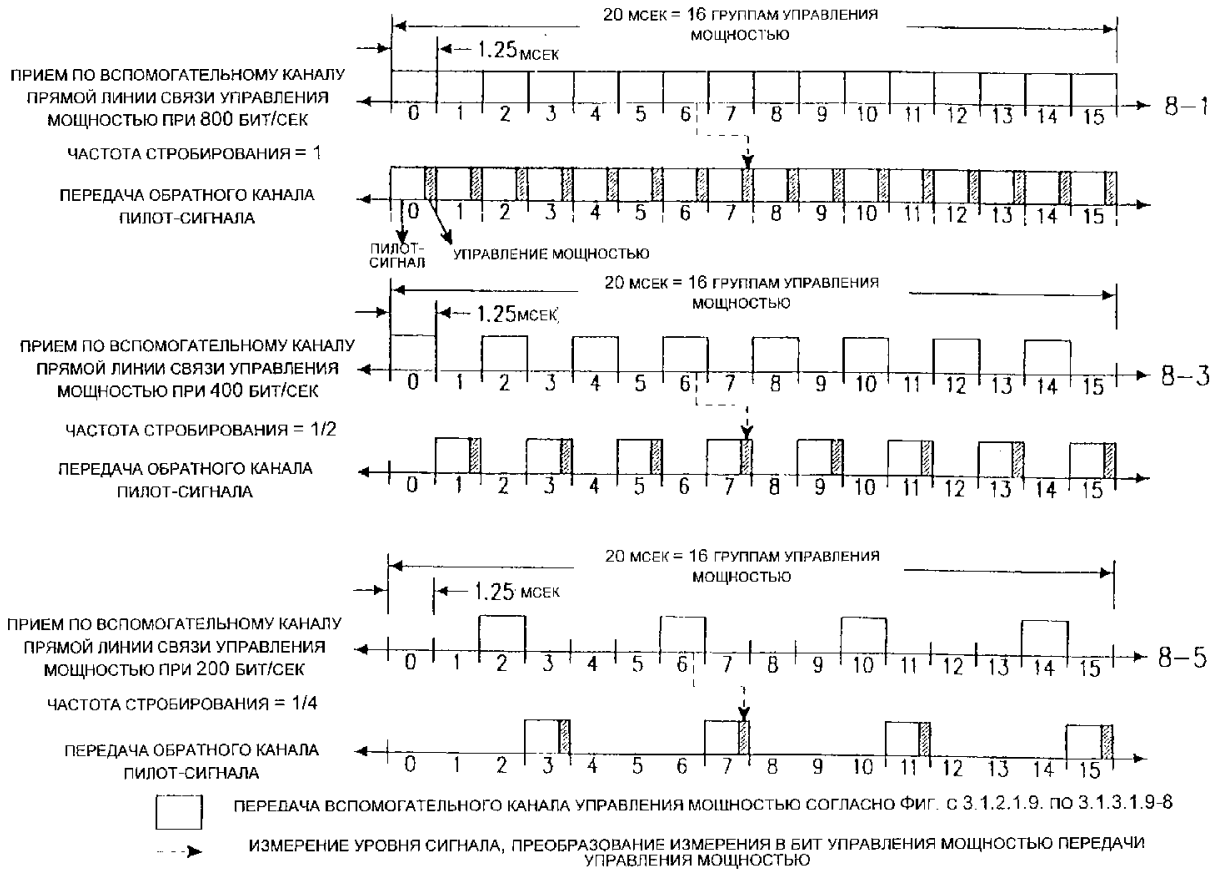 20 МСЕК = 16 ГРУППАМ УПРАВЛЕНИЯ
МОЩНОСТЬЮ
1.25 МСЕК
ПРИЕМ ПО ВСПОМОГАТЕЛЬНОМУ КАНАЛУ
ПРЯМОЙ ЛИНИИ СВЯЗИ УПРАВЛЕНИЯ
МОЩНОСТЬЮ ПРИ 800 БИТ/СЕК
0 1 2 3 4 5 6 7 8 9 10 11 12 13 14 15
8-1
ЧАСТОТА СТРОБИРОВАНИЯ = 1
ПЕРЕДАЧА ОБРАТНОГО КАНАЛА
ПИЛОТ-СИГНАЛА
0 1 2 3 4 5 6 7 8 9 10 11 12 13 14 15
ПИЛОТ-
СИГНАЛ
УПРАВЛЕНИЕ МОЩНОСТЬЮ
20 МСЕК = 16 ГРУППАМ УПРАВЛЕНИЯ
МОЩНОСТЬЮ
1.25 МСЕК
ПРИЕМ ПО ВСПОМОГАТЕЛЬНОМУ КАНАЛУ
ПРЯМОЙ ЛИНИИ СВЯЗИ УПРАВЛЕНИЯ
МОЩНОСТЬЮ ПРИ 400 БИТ/СЕК
0 1 2 3 4 5 6 7 8 9 10 11 12 13 14 15
8-3
ЧАСТОТА СТРОБИРОВАНИЯ = 1/2
ПЕРЕДАЧА ОБРАТНОГО КАНАЛА
ПИЛОТ-СИГНАЛА
0 1 2 3 4 5 6 7 8 9 10 11 12 13 14 15
20 МСЕК = 16 ГРУППАМ УПРАВЛЕНИЯ
МОЩНОСТЬЮ
1.25 МСЕК
ПРИЕМ ПО ВСПОМОГАТЕЛЬНОМУ КАНАЛУ
ПРЯМОЙ ЛИНИИ СВЯЗИ УПРАВЛЕНИЯ
МОЩНОСТЬЮ ПРИ 200 БИТ/СЕК
0 1 2 3 4 5 6 7 8 9 10 11 12 13 14 15
8-5
ЧАСТОТА СТРОБИРОВАНИЯ = 1/4
ПЕРЕДАЧА ОБРАТНОГО КАНАЛА
ПИЛОТ-СИГНАЛА
0 1 2 3 4 5 6 7 8 9 10 11 12 13 14 15
ПЕРЕДАЧА ВСПОМОГАТЕЛЬНОГО КАНАЛА УПРАВЛЕНИЯ МОЩНОСТЬЮ СОГЛАСНО ФИГ. С 3.1.2.1.9. ПО 3.1.3.1.9-8
ИЗМЕРЕНИЕ УРОВНЯ СИГНАЛА, ПРЕОБРАЗОВАНИЕ ИЗМЕРЕНИЯ В БИТ УПРАВЛЕНИЯ МОЩНОСТЬЮ ПЕРЕДАЧИ
УПРАВЛЕНИЯ МОЩНОСТЬЮ